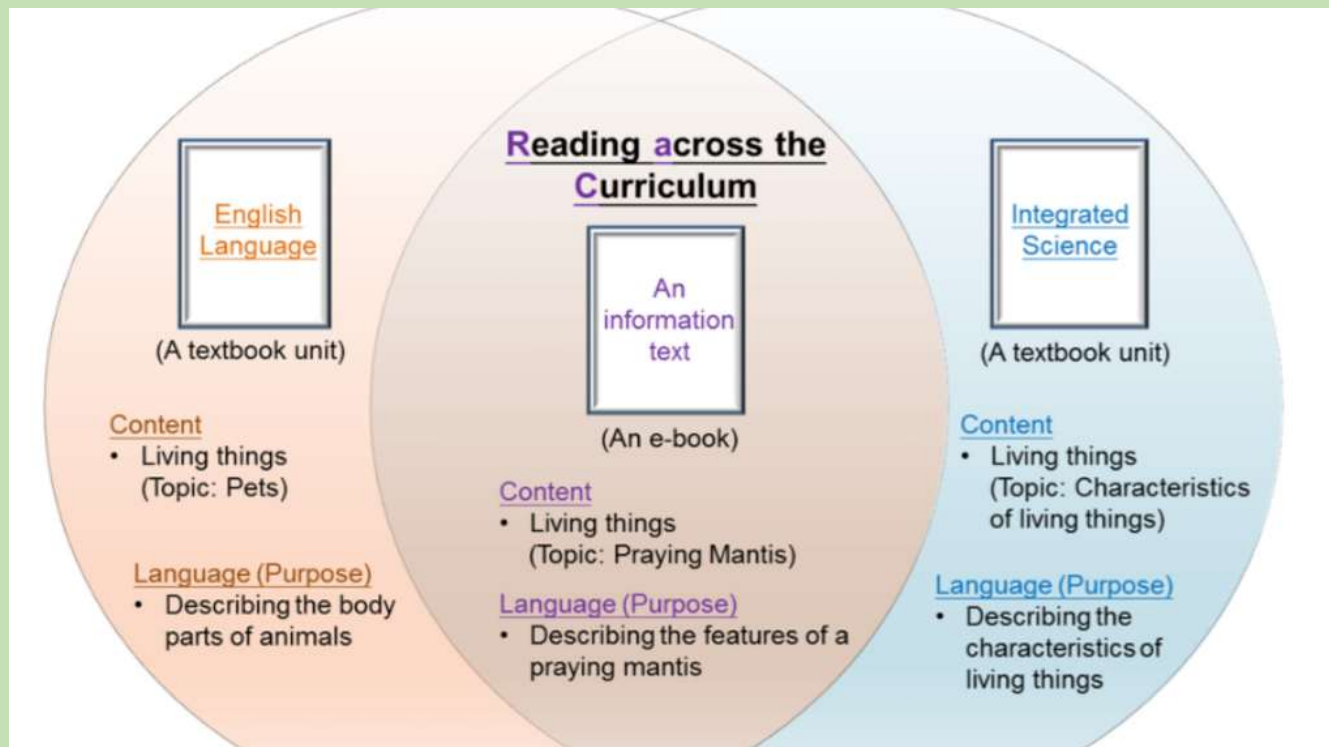 English
Language
(A textbook unit)
Content
• Living things
(Topic: Pets)
Language (Purpose)
• Describing the body
parts of animals
Reading across the
Curriculum
An
information
text
(An e-book)
Content
• Living things
(Topic: Praying Mantis)
Language (Purpose)
• Describing the features of a
praying mantis
Integrated
Science
(A textbook unit)
Content
• Living things
(Topic: Characteristics
of living things)
Language (Purpose)
• Describing the
characteristics of
living things